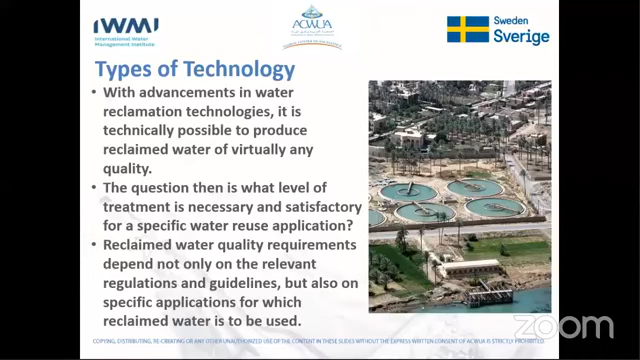 IWMI
International Water
Management Institute
ACWUA
Sweden
Sverige
Types of Technology
• With advancements in water
reclamation technologies, it is
technically possible to produce
reclaimed water of virtually any
quality.
• The question then is what level of
treatment is necessary and satisfactory
for a specific water reuse application?
• Reclaimed water quality requirements
depend not only on the relevant
regulations and guidelines, but also on
specific applications for which
reclaimed water is to be used.
zoom
COPYING, DISTRIBUTING, RE-CREATING OR ANY OTHER UNAUTHORIZED USE OF THE CONTENT IN THESE SLIDES WITHOUT THE EXPRESS WRITTEN CONSENT OF ACWUA IS STRICTLY PROHIBITED.